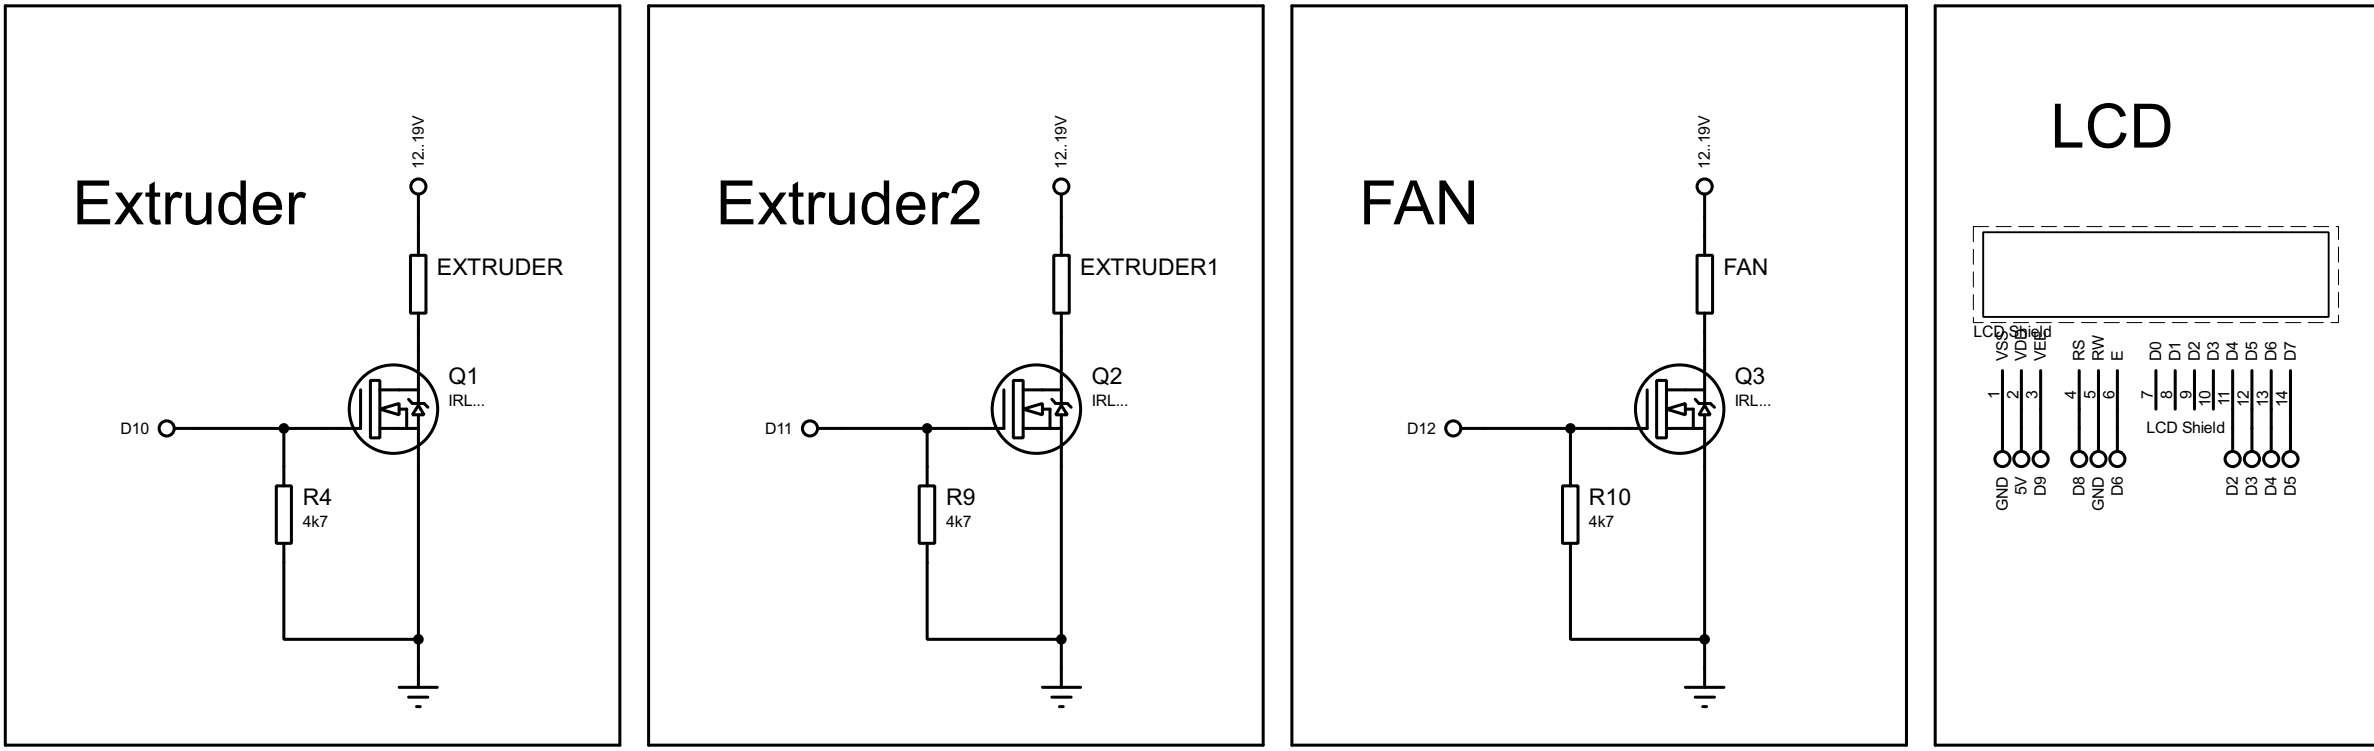 Extruder
12..19V
EXTRUDER
Q1
IRL...
D10
R4
4k7
Extruder2
12..19V
EXTRUDER1
Q2
IRL...
D11
R9
4k7
FAN
12..19V
FAN
Q3
IRL...
D12
R10
4k7
LCD
LCD Shield
VSS VDD VEE RS RW E D0 D1 D2 D3 D4 D5 D6 D7
1 2 3 4 5 6 7 8 9 10 11 12 13 14
LCD Shield
GND 5V D9 D8 GND D6 D2 D3 D4 D5